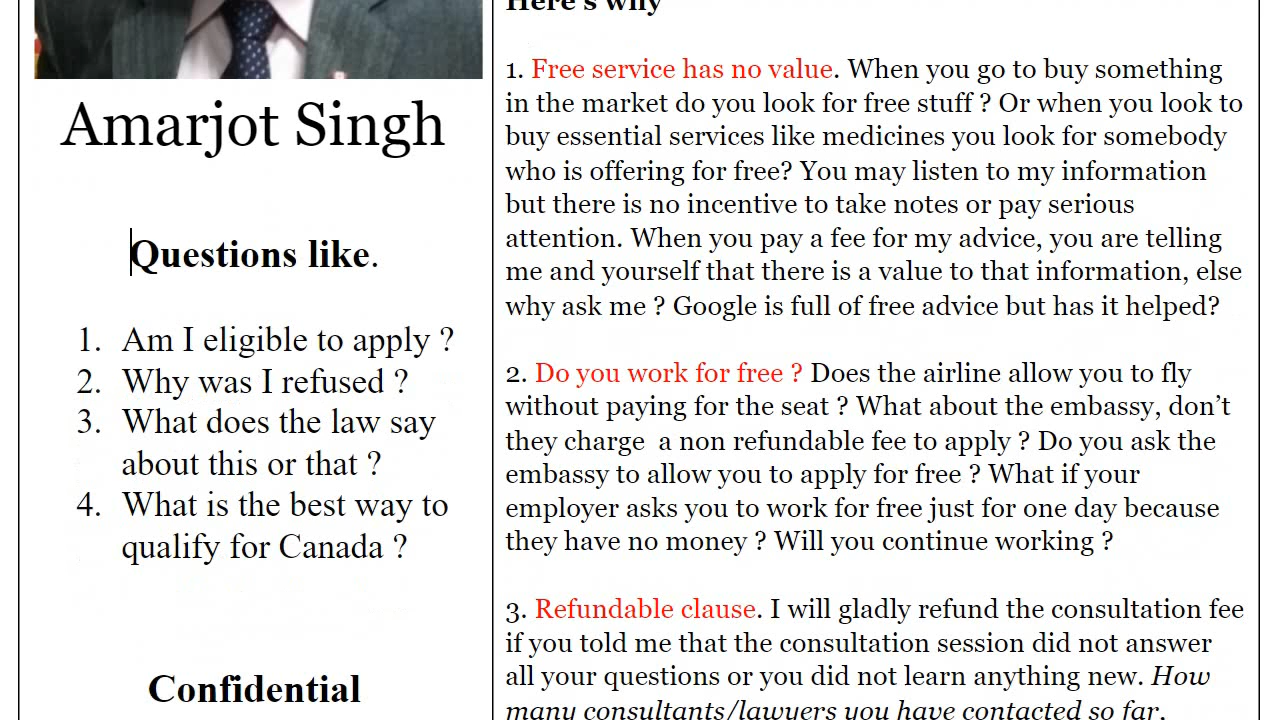 Amarjot Singh
Questions like.
1. Am I eligible to apply ?
2. Why was I refused ?
3. What does the law say
about this or that ?
4. What is the best way to
qualify for Canada ?
Confidential
Here's why
1. Free service has no value. When you go to buy something
in the market do you look for free stuff ? Or when you look to
buy essential services like medicines you look for somebody
who is offering for free? You may listen to my information
but there is no incentive to take notes or pay serious
attention. When you pay a fee for my advice, you are telling
me and yourself that there is a value to that information, else
why ask me ? Google is full of free advice but has it helped?
2. Do you work for free ? Does the airline allow you to fly
without paying for the seat ? What about the embassy, don’t
they charge  a non refundable fee to apply ? Do you ask the
embassy to allow you to apply for free ? What if your
employer asks you to work for free just for one day because
they have no money ? Will you continue working ?
3. Refundable clause. I will gladly refund the consultation fee
if you told me that the consultation session did not answer
all your questions or you did not learn anything new. How
many consultants/lawyers you have contacted so far,